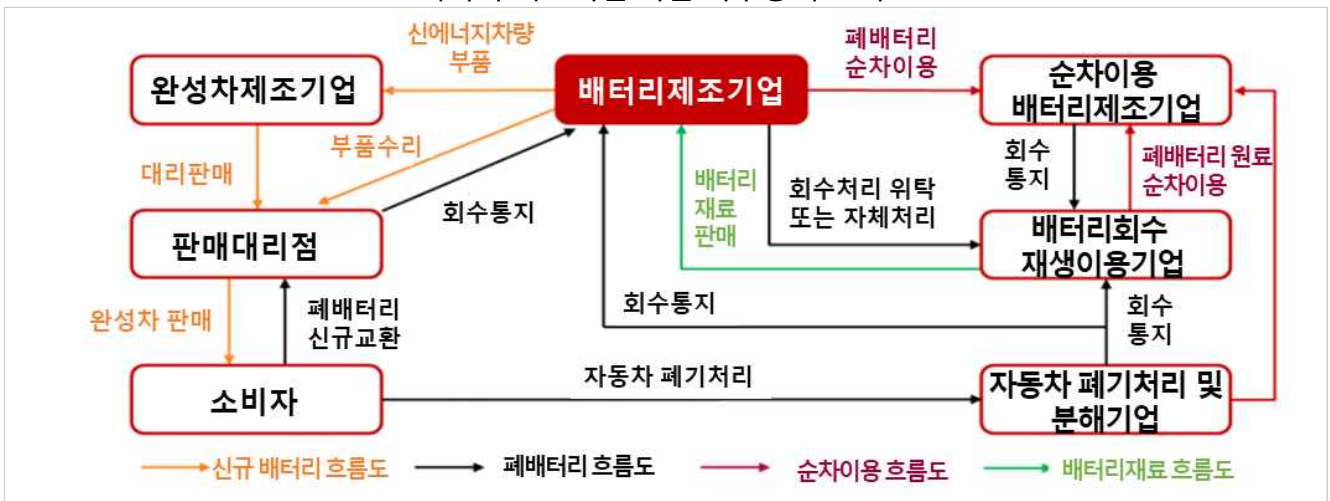 신에너지차량
부품
폐배터리
순차이용
완성차제조기업
배터리제조기업
순차이용
배터리제조기업
대리판매
부품수리
회수통지
배터리
재료
판매
회수처리 위탁
또는 자체처리
회수
통지
폐배터리 원료
순차이용
판매대리점
배터리회수
재생이용기업
완성차 판매
폐배터리
신규교환
회수통지
회수
통지
소비자
자동차 폐기처리
자동차 폐기처리 및
분해기업
신규 배터리 흐름도
폐배터리 흐름도
순차이용 흐름도
배터리재료 흐름도